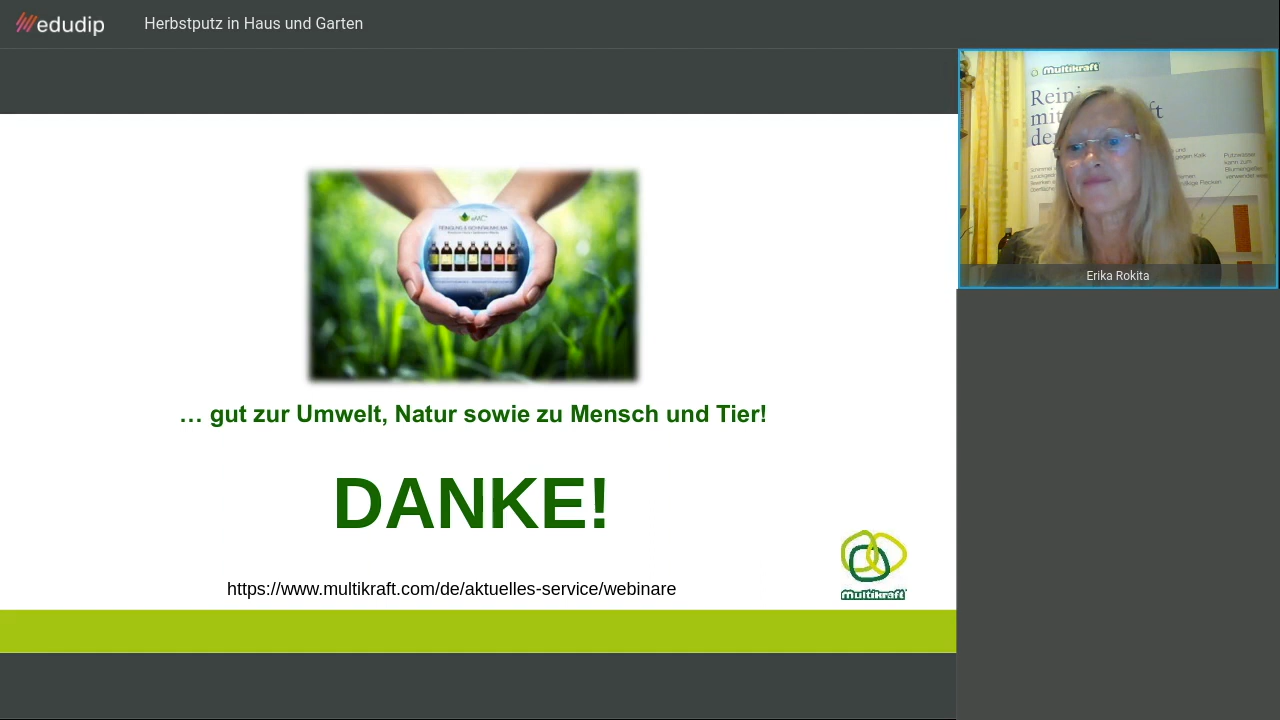 edudip
Herbstputz in Haus und Garten
multikraft
eMC
… gut zur Umwelt, Natur sowie zu Mensch und Tier!
DANKE!
https://www.multikraft.com/de/aktuelles-service/webinare
multikraft
Erika Rokita